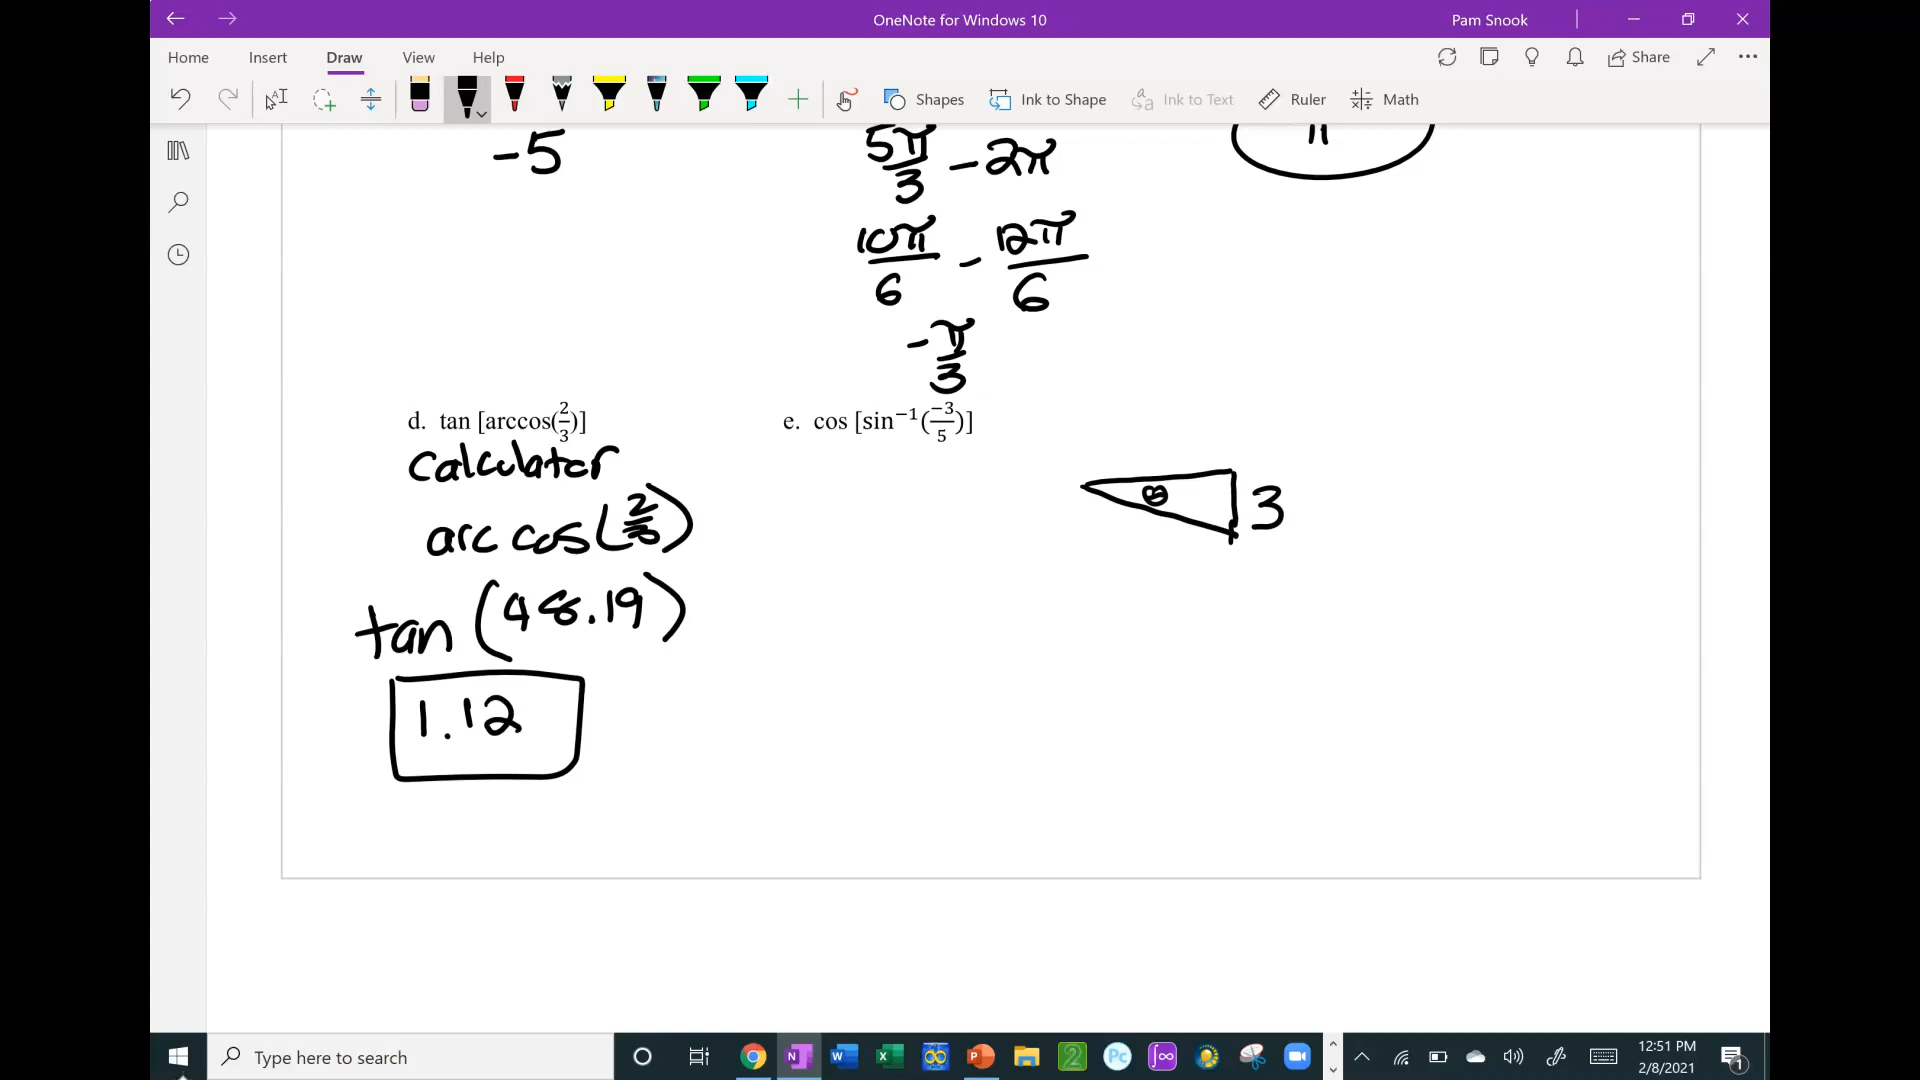 OneNote for Windows 10
Pam Snook
Home Insert Draw View Help
Share
Shapes Ink to Shape Ink to Text Ruler Math
-5
5π/3 - 2π
π
10π/6 - 12π/6
-π/3
d. tan [arccos(2/3)]
e. cos [sin⁻¹(-3/5)]
calculator
θ 3
arc cos(2/3)
tan (48.19)
1.12
Type here to search
12:51 PM
2/8/2021
1